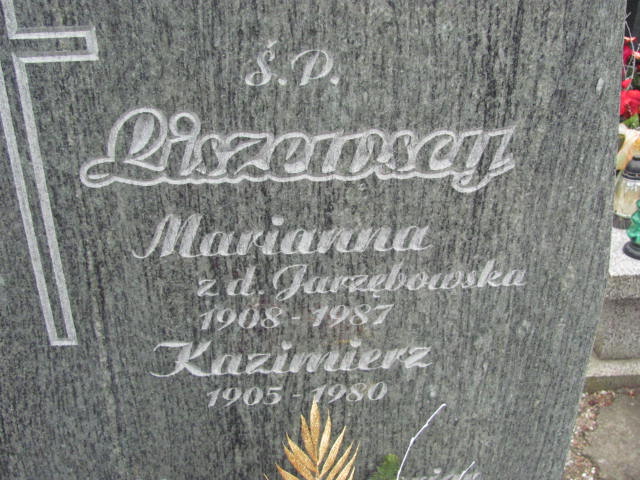 Ś. P.
Liszewscy
Marianna
z d. Jarzębowska
1908 - 1987
Kazimierz
1905 - 1980